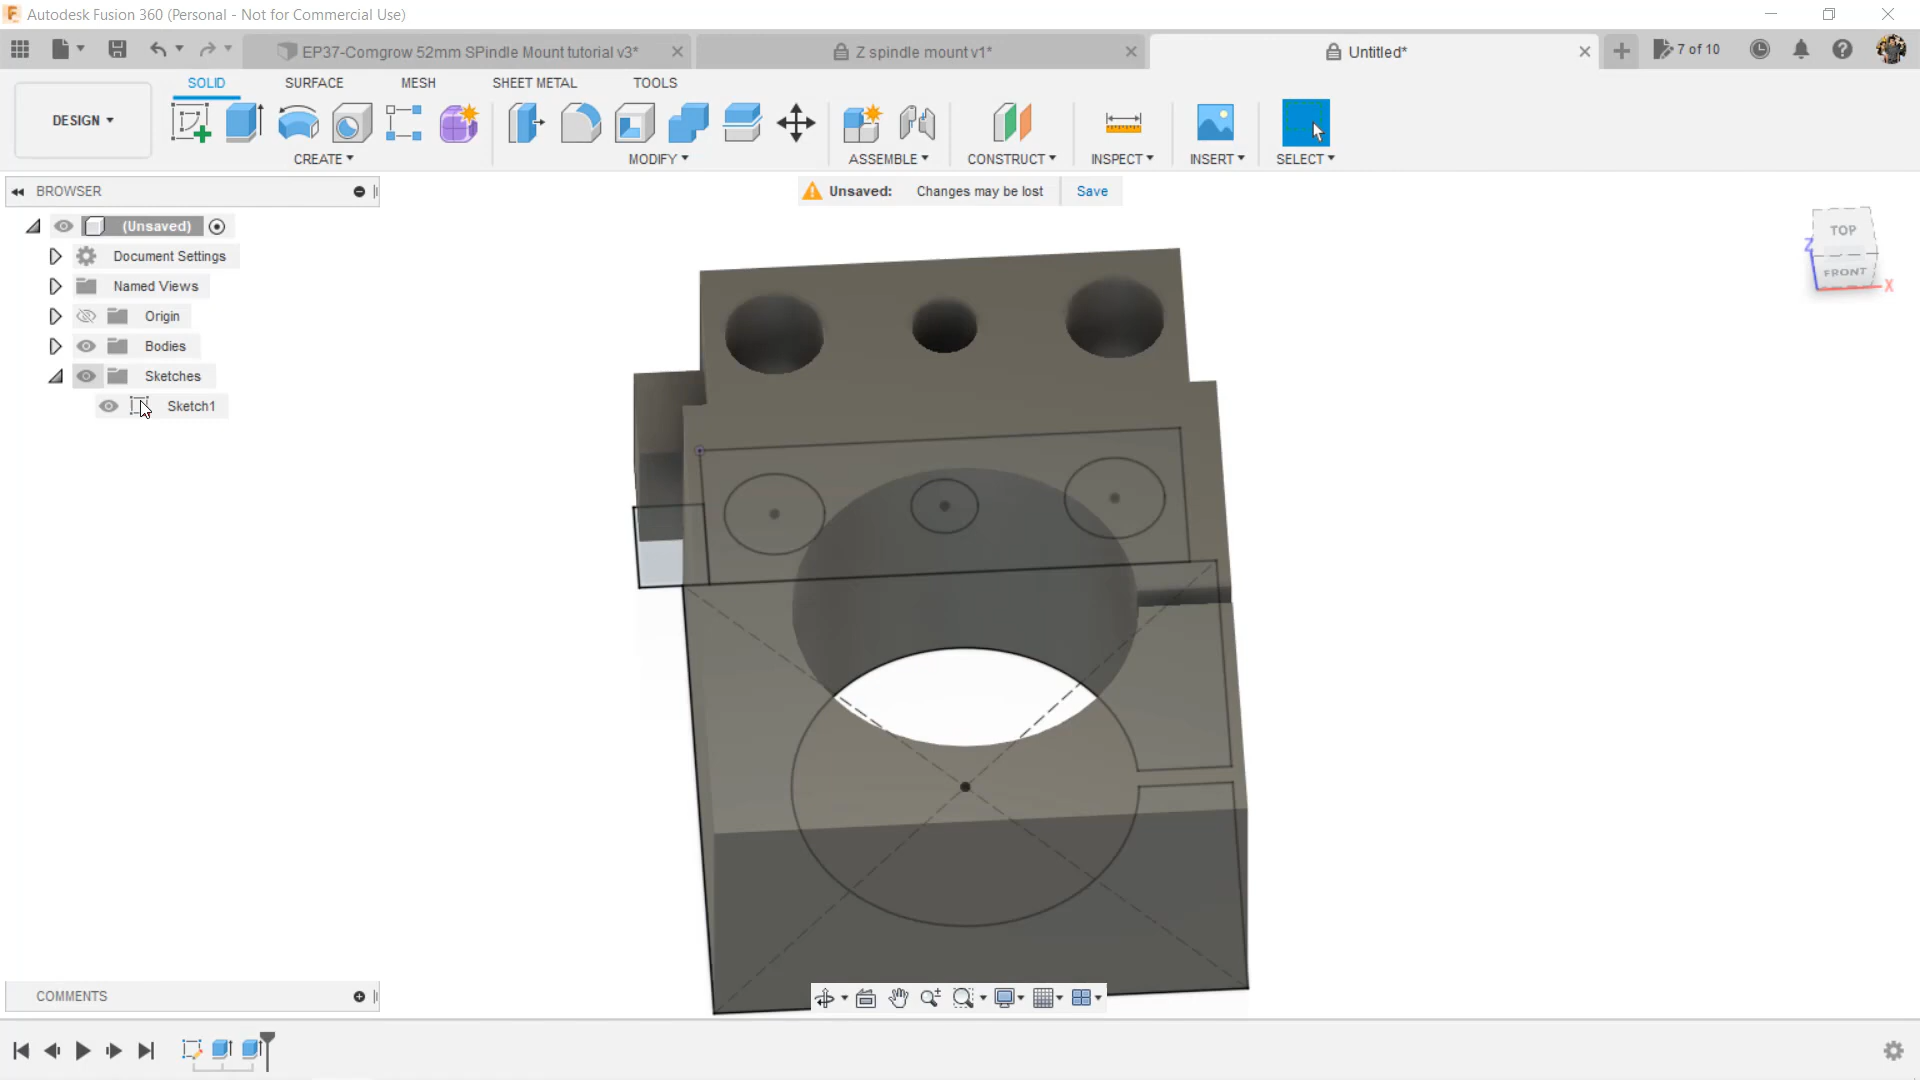 Autodesk Fusion 360 (Personal - Not for Commercial Use)
EP37-Comgrow 52mm SPindle Mount tutorial v3*
Z spindle mount v1*
Untitled*
7 of 10
DESIGN
SOLID
SURFACE
MESH
SHEET METAL
TOOLS
CREATE
MODIFY
ASSEMBLE
CONSTRUCT
INSPECT
INSERT
SELECT
BROWSER
Unsaved: Changes may be lost Save
(Unsaved)
Document Settings
Named Views
Origin
Bodies
Sketches
Sketch1
TOP
Z
FRONT
X
COMMENTS